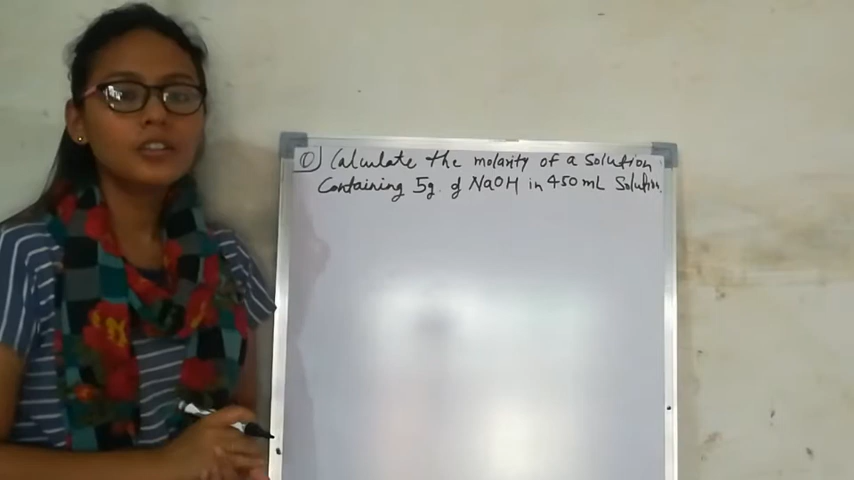 Q) Calculate the molarity of a solution
Containing 5g. of NaOH in 450 mL Solution.